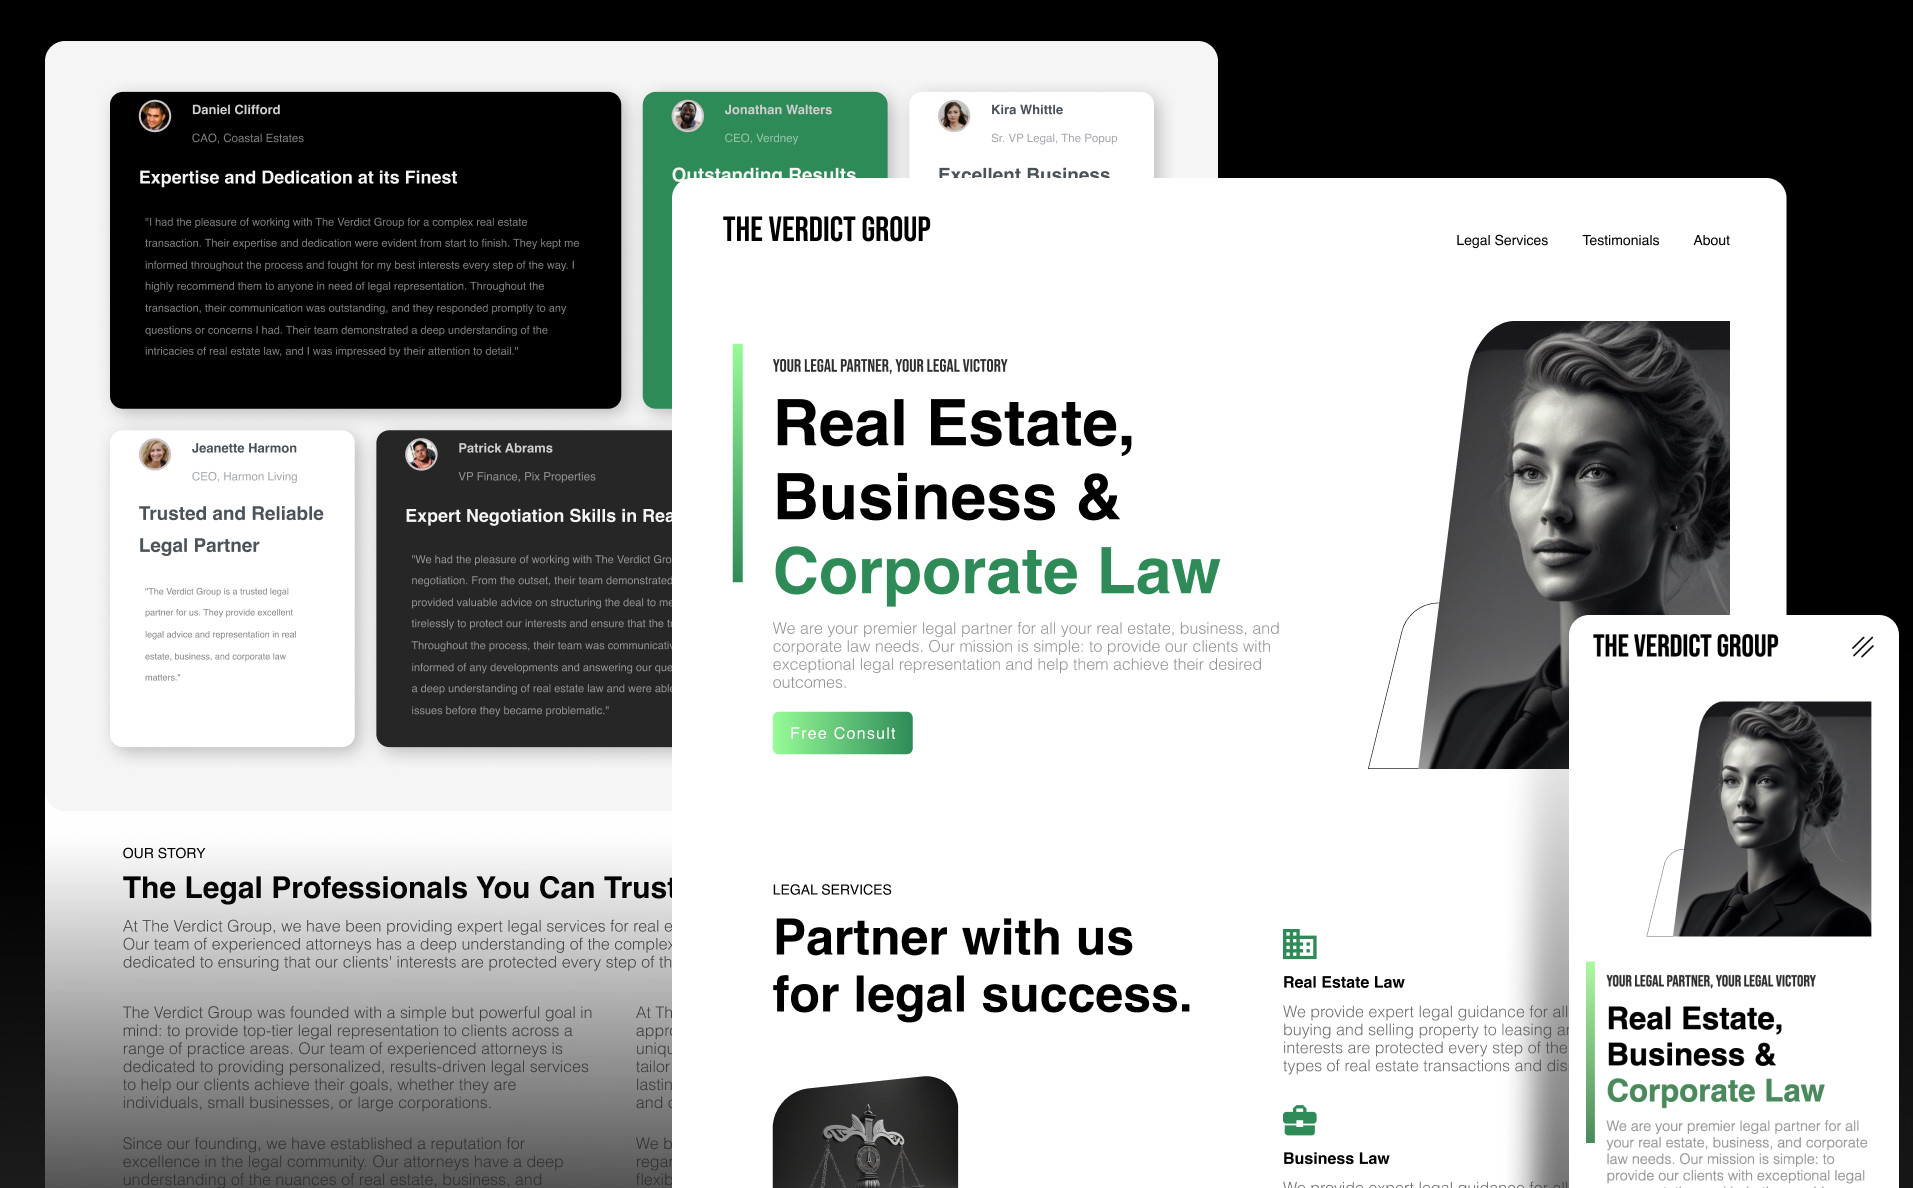 Daniel Clifford
CAO, Coastal Estates
Expertise and Dedication at its Finest
"I had the pleasure of working with The Verdict Group for a complex real estate
transaction. Their expertise and dedication were evident from start to finish. They kept me
informed throughout the process and fought for my best interests every step of the way. I
highly recommend them to anyone in need of legal representation. Throughout the
transaction, their communication was outstanding, and they responded promptly to any
questions or concerns I had. Their team demonstrated a deep understanding of the
intricacies of real estate law, and I was impressed by their attention to detail."
Jonathan Walters
CEO, Verdney
Outstanding Results
Kira Whittle
Sr. VP Legal, The Popup
Excellent Business
Jeanette Harmon
CEO, Harmon Living
Trusted and Reliable
Legal Partner
"The Verdict Group is a trusted legal
partner for us. They provide excellent
legal advice and representation in real
estate, business, and corporate law
matters."
Patrick Abrams
VP Finance, Pix Properties
Expert Negotiation Skills in Rea
"We had the pleasure of working with The Verdict Gro
negotiation. From the outset, their team demonstrated
provided valuable advice on structuring the deal to me
tirelessly to protect our interests and ensure that the
Throughout the process, their team was communicativ
informed of any developments and answering our que
a deep understanding of real estate law and were able
issues before they became problematic."
OUR STORY
The Legal Professionals You Can Trust
At The Verdict Group, we have been providing expert legal services for real e
Our team of experienced attorneys has a deep understanding of the complex
dedicated to ensuring that our clients' interests are protected every step of th
The Verdict Group was founded with a simple but powerful goal in
mind: to provide top-tier legal representation to clients across a
range of practice areas. Our team of experienced attorneys is
dedicated to providing personalized, results-driven legal services
to help our clients achieve their goals, whether they are
individuals, small businesses, or large corporations.
Since our founding, we have established a reputation for
excellence in the legal community. Our attorneys have a deep
understanding of the nuances of real estate, business, and
At Th
appro
uniqu
tailor
lastin
and c
We b
regar
flexib
THE VERDICT GROUP
Legal Services
Testimonials
About
YOUR LEGAL PARTNER, YOUR LEGAL VICTORY
Real Estate,
Business &
Corporate Law
We are your premier legal partner for all your real estate, business, and
corporate law needs. Our mission is simple: to provide our clients with
exceptional legal representation and help them achieve their desired
outcomes.
Free Consult
LEGAL SERVICES
Partner with us
for legal success.
Real Estate Law
We provide expert legal guidance for all
buying and selling property to leasing an
interests are protected every step of the
types of real estate transactions and dis
Business Law
We provide expert legal guidance for all
THE VERDICT GROUP
YOUR LEGAL PARTNER, YOUR LEGAL VICTORY
Real Estate,
Business &
Corporate Law
We are your premier legal partner for all
your real estate, business, and corporate
law needs. Our mission is simple: to
provide our clients with exceptional legal